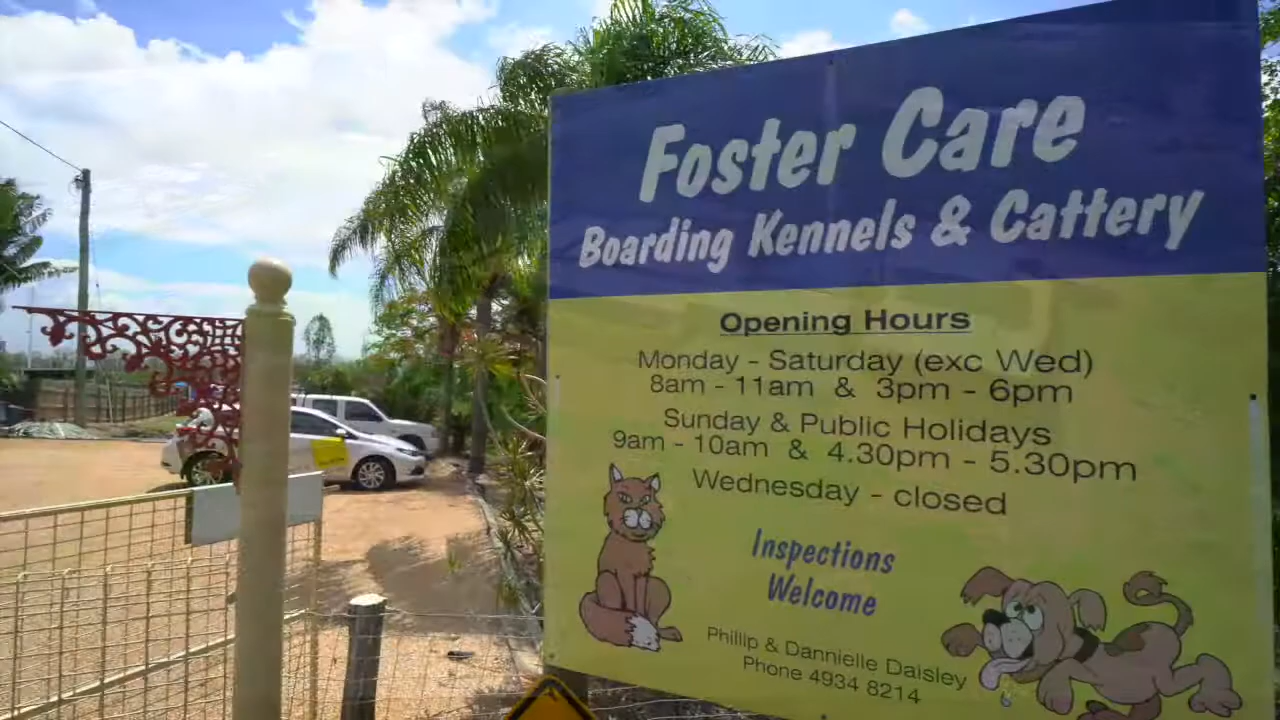 Foster Care
Boarding Kennels & Cattery
Opening Hours
Monday - Saturday (exc Wed)
8am - 11am & 3pm - 6pm
Sunday & Public Holidays
9am - 10am & 4.30pm - 5.30pm
Wednesday - closed
Inspections
Welcome
Phillip & Dannielle Daisley
Phone 4934 8214